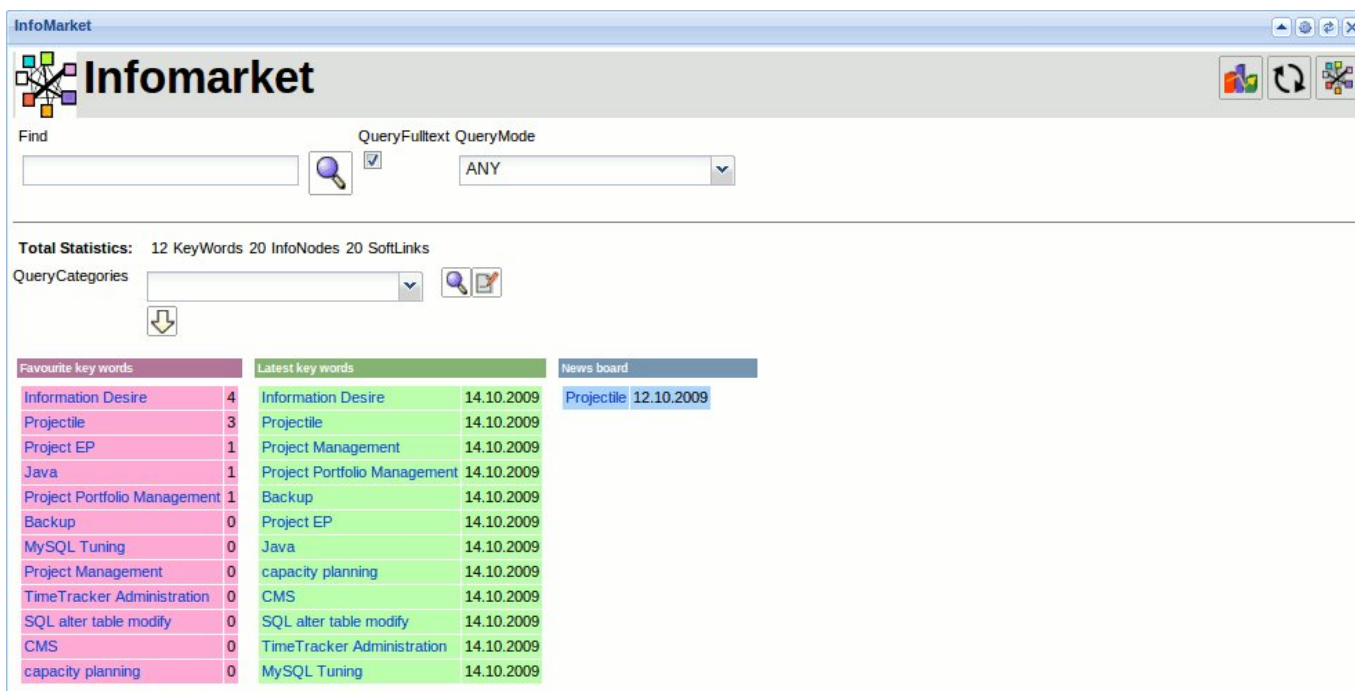 InfoMarket
Infomarket
Find QueryFulltext QueryMode
ANY
Total Statistics: 12 KeyWords 20 InfoNodes 20 SoftLinks
QueryCategories
Favourite key words Latest key words News board
Information Desire 4 Information Desire 14.10.2009 Projectile 12.10.2009
Projectile 3 Projectile 14.10.2009
Project EP 1 Project Management 14.10.2009
Java 1 Project Portfolio Management 14.10.2009
Project Portfolio Management 1 Backup 14.10.2009
Backup 0 Project EP 14.10.2009
MySQL Tuning 0 Java 14.10.2009
Project Management 0 capacity planning 14.10.2009
TimeTracker Administration 0 CMS 14.10.2009
SQL alter table modify 0 SQL alter table modify 14.10.2009
CMS 0 TimeTracker Administration 14.10.2009
capacity planning 0 MySQL Tuning 14.10.2009